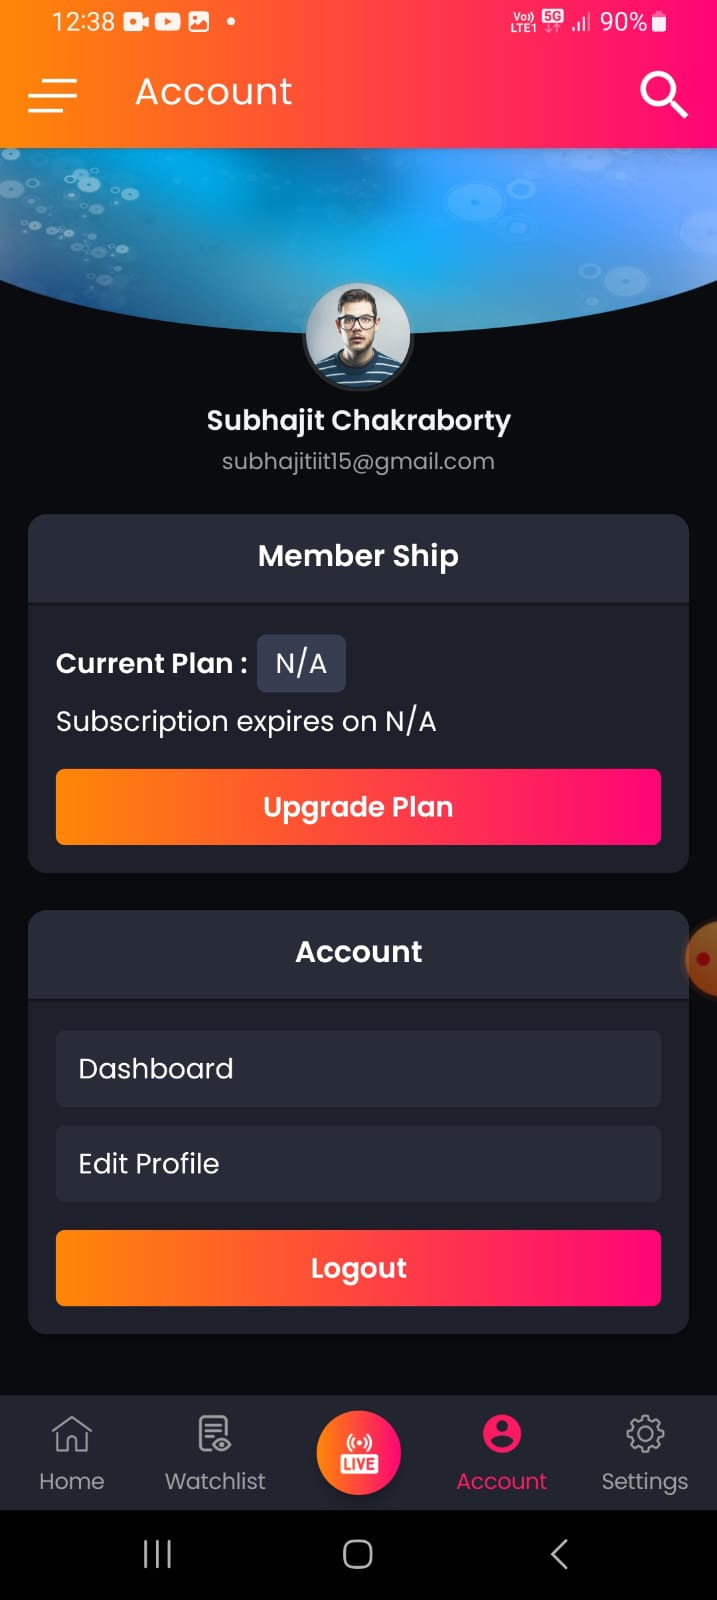 12:38
Vo)) LTE1 5G 90%
Account
Subhajit Chakraborty
subhajitiit15@gmail.com
Member Ship
Current Plan : N/A
Subscription expires on N/A
Upgrade Plan
Account
Dashboard
Edit Profile
Logout
LIVE
Home Watchlist Account Settings